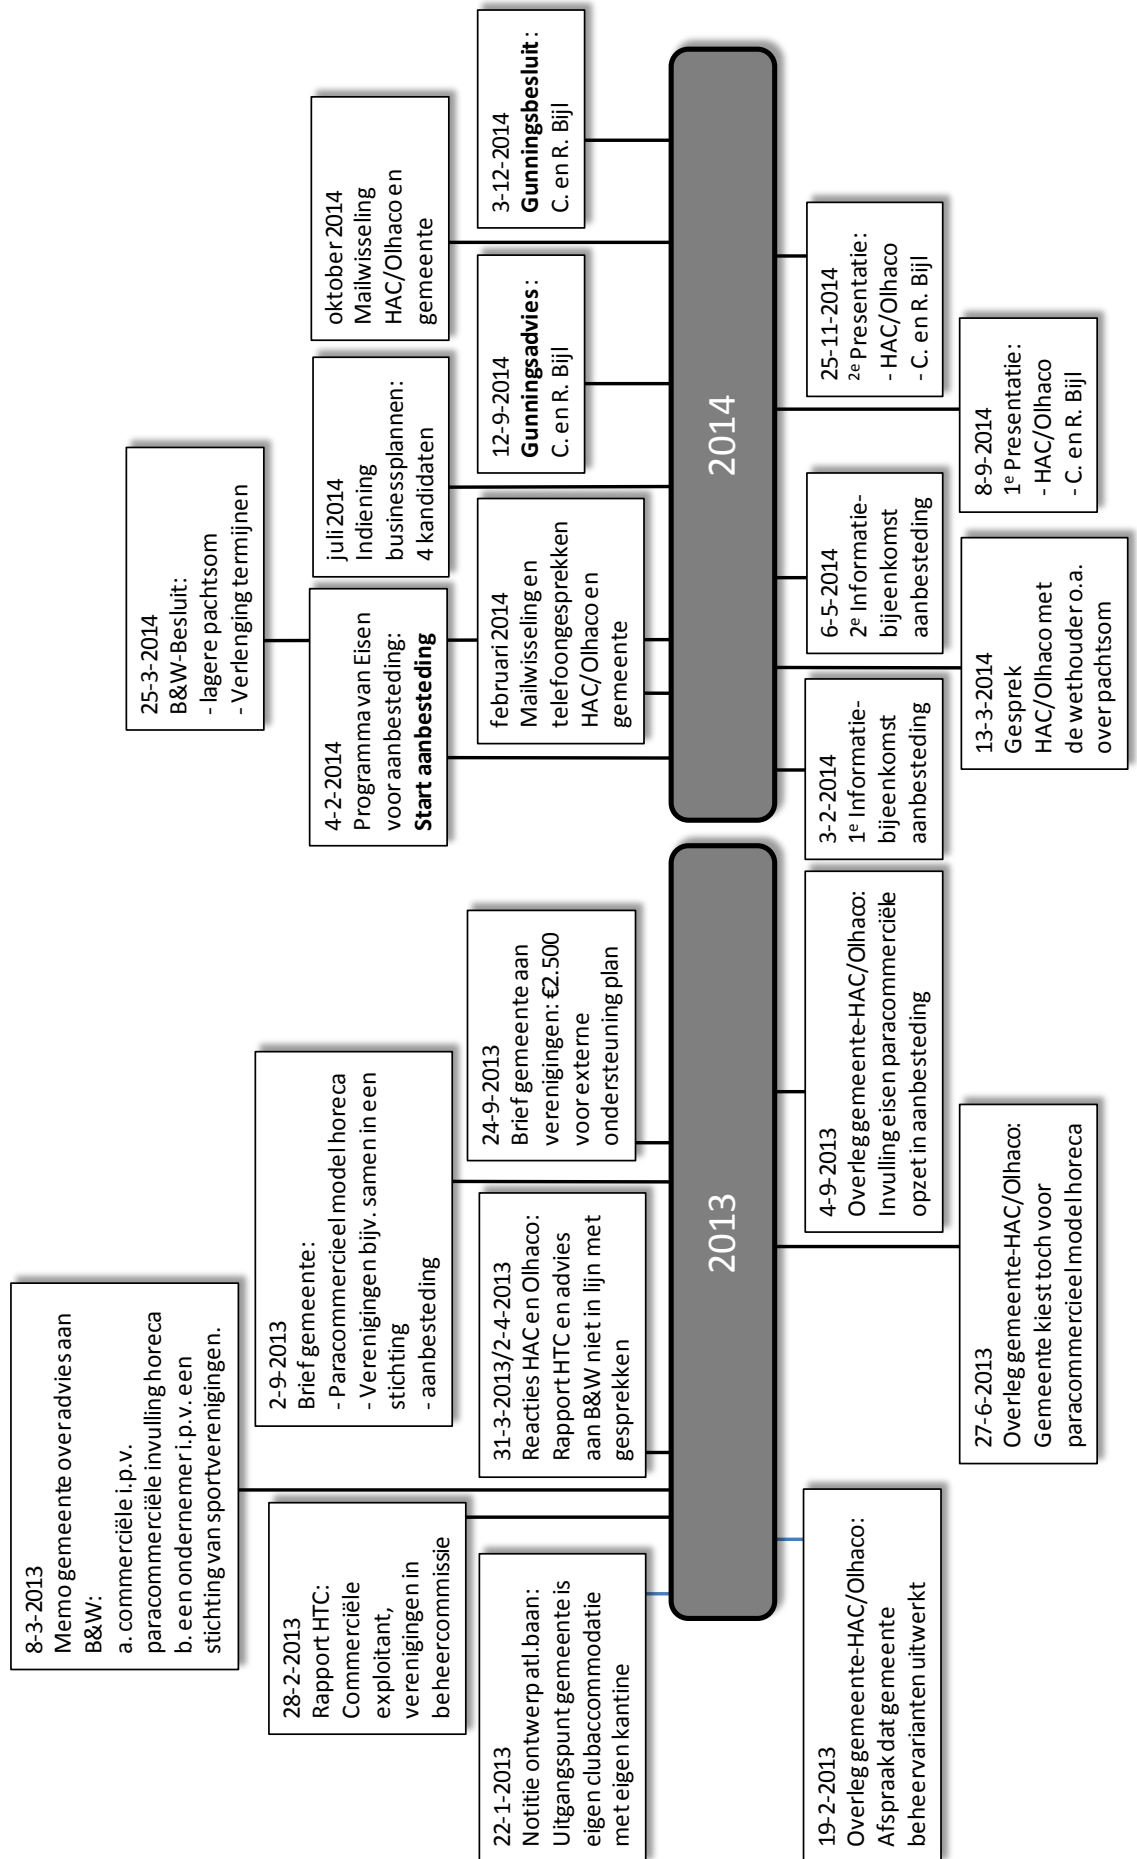 8-3-2013
Memo gemeente over advies aan
B&W:
a. commerciële i.p.v.
paracommerciële invulling horeca
b. een ondernemer i.p.v. een
stichting van sportverenigingen.
28-2-2013
Rapport HTC:
Commerciële
exploitant,
verenigingen in
beheercommissie
22-1-2013
Notitie ontwerp atl.baan:
Uitgangspunt gemeente is
eigen clubaccommodatie
met eigen kantine
2-9-2013
Brief gemeente:
- Paracommercieel model horeca
- Verenigingen bijv. samen in een
stichting
- aanbesteding
31-3-2013/2-4-2013
Reacties HAC en Olhaco:
Rapport HTC en advies
aan B&W niet in lijn met
gesprekken
24-9-2013
Brief gemeente aan
verenigingen: €2.500
voor externe
ondersteuning plan
2013
19-2-2013
Overleg gemeente-HAC/Olhaco:
Afspraak dat gemeente
beheervarianten uitwerkt
27-6-2013
Overleg gemeente-HAC/Olhaco:
Gemeente kiest toch voor
paracommercieel model horeca
4-9-2013
Overleg gemeente-HAC/Olhaco:
Invulling eisen paracommerciële
opzet in aanbesteding
25-3-2014
B&W-Besluit:
- lagere pachtsom
- Verlenging termijnen
4-2-2014
Programma van Eisen
voor aanbesteding:
Start aanbesteding
februari 2014
Mailwisseling en
telefoongesprekken
HAC/Olhaco en
gemeente
juli 2014
Indiening
businessplannen:
4 kandidaten
12-9-2014
Gunningsadvies:
C. en R. Bijl
oktober 2014
Mailwisseling
HAC/Olhaco en
gemeente
3-12-2014
Gunningsbesluit:
C. en R. Bijl
2014
3-2-2014
1e Informatie-
bijeenkomst
aanbesteding
13-3-2014
Gesprek
HAC/Olhaco met
de wethouder o.a.
over pachtsom
6-5-2014
2e Informatie-
bijeenkomst
aanbesteding
8-9-2014
1e Presentatie:
- HAC/Olhaco
- C. en R. Bijl
25-11-2014
2e Presentatie:
- HAC/Olhaco
- C. en R. Bijl